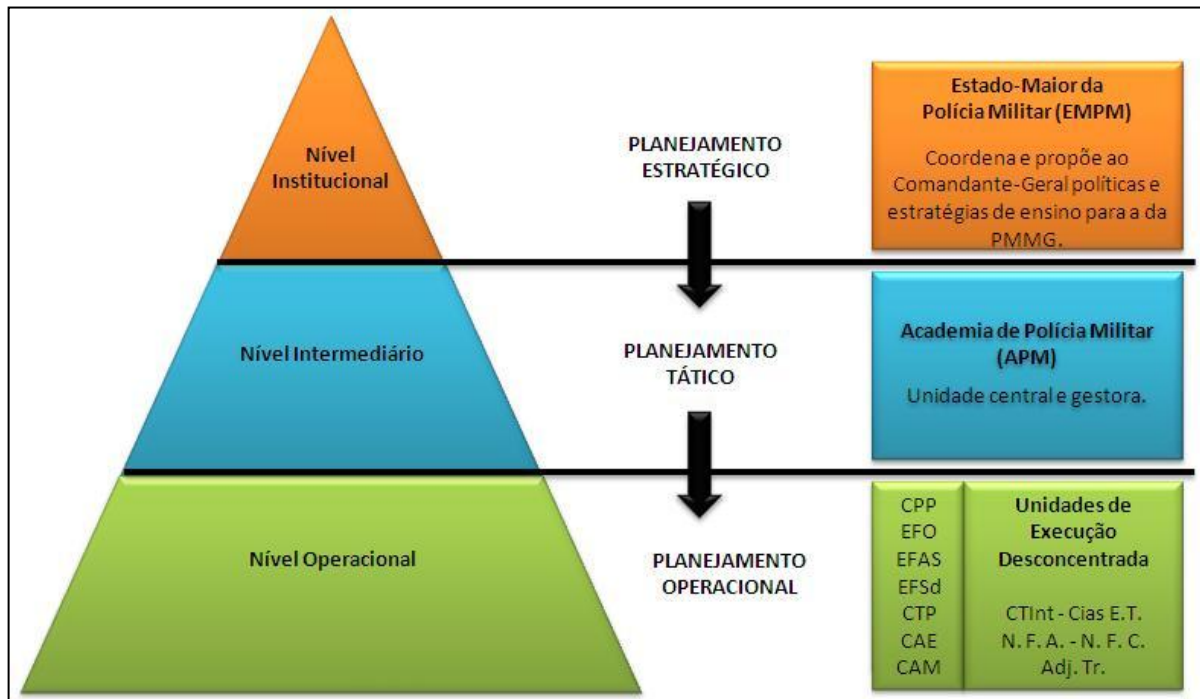 Nível
Institucional
PLANEJAMENTO
ESTRATÉGICO
Estado-Maior da
Polícia Militar (EMPM)
Coordena e propõe ao
Comandante-Geral políticas e
estratégias de ensino para a da
PMMG.
Nível Intermediário
PLANEJAMENTO
TÁTICO
Academia de Polícia Militar
(APM)
Unidade central e gestora.
Nível Operacional
PLANEJAMENTO
OPERACIONAL
CPP
EFO
EFAS
EFSd
CTP
CAE
CAM
Unidades de
Execução
Desconcentrada
CTInt - Cias E.T.
N. F. A. - N. F. C.
Adj. Tr.